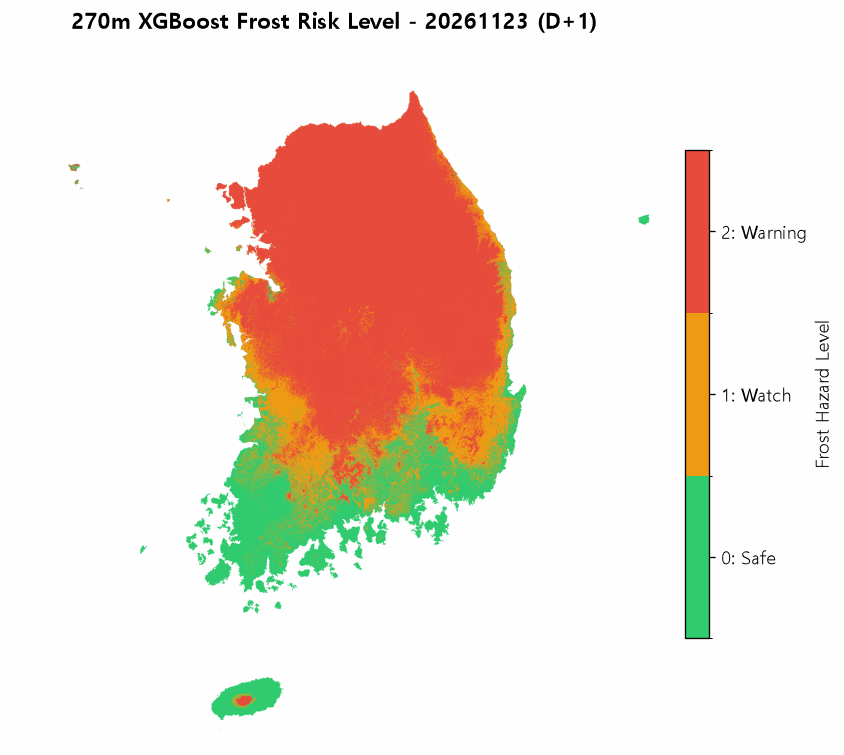 270m XGBoost Frost Risk Level - 20261123 (D+1)
2: Warning
1: Watch
0: Safe
Frost Hazard Level